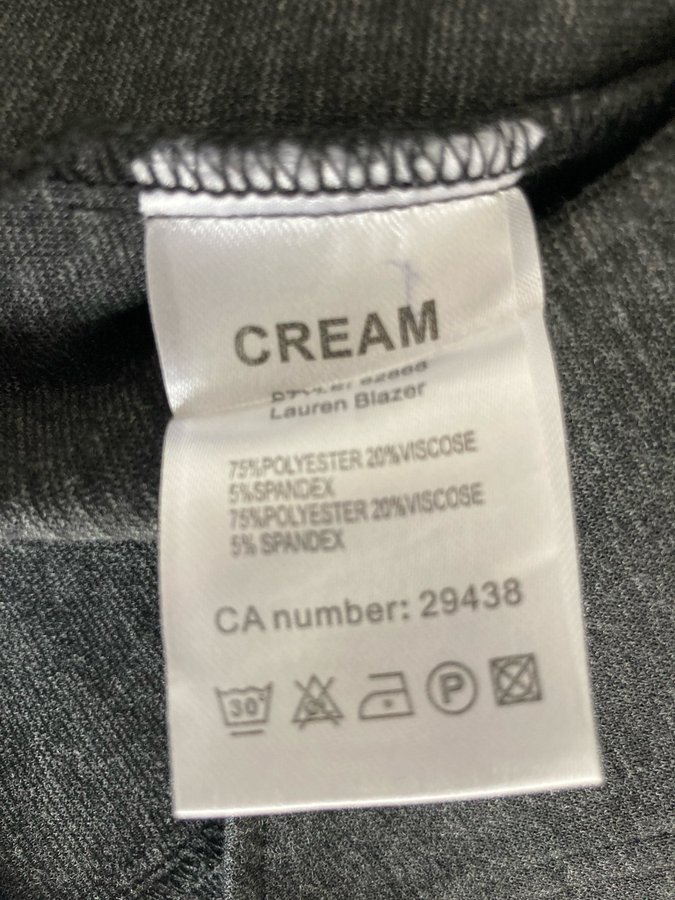 CREAM
Lauren Blazer
75%POLYESTER 20%VISCOSE
5%SPANDEX
75%POLYESTER 20%VISCOSE
5% SPANDEX
CA number: 29438
30° P